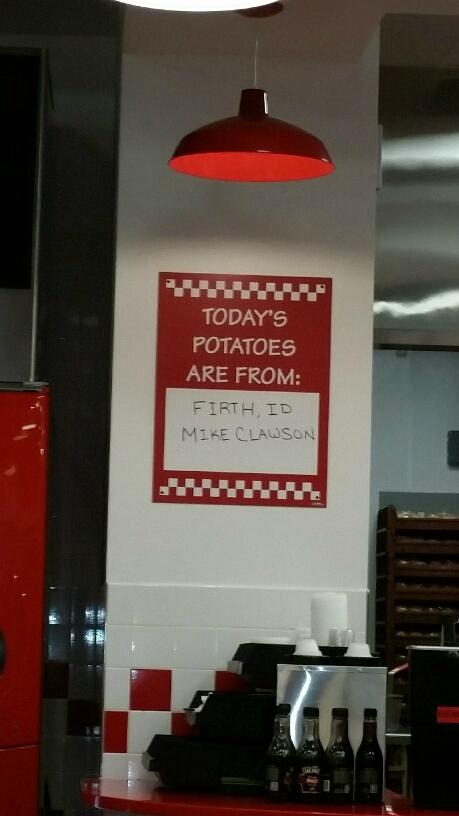 TODAY'S
POTATOES
ARE FROM:
FIRTH, ID
MIKE CLAWSON